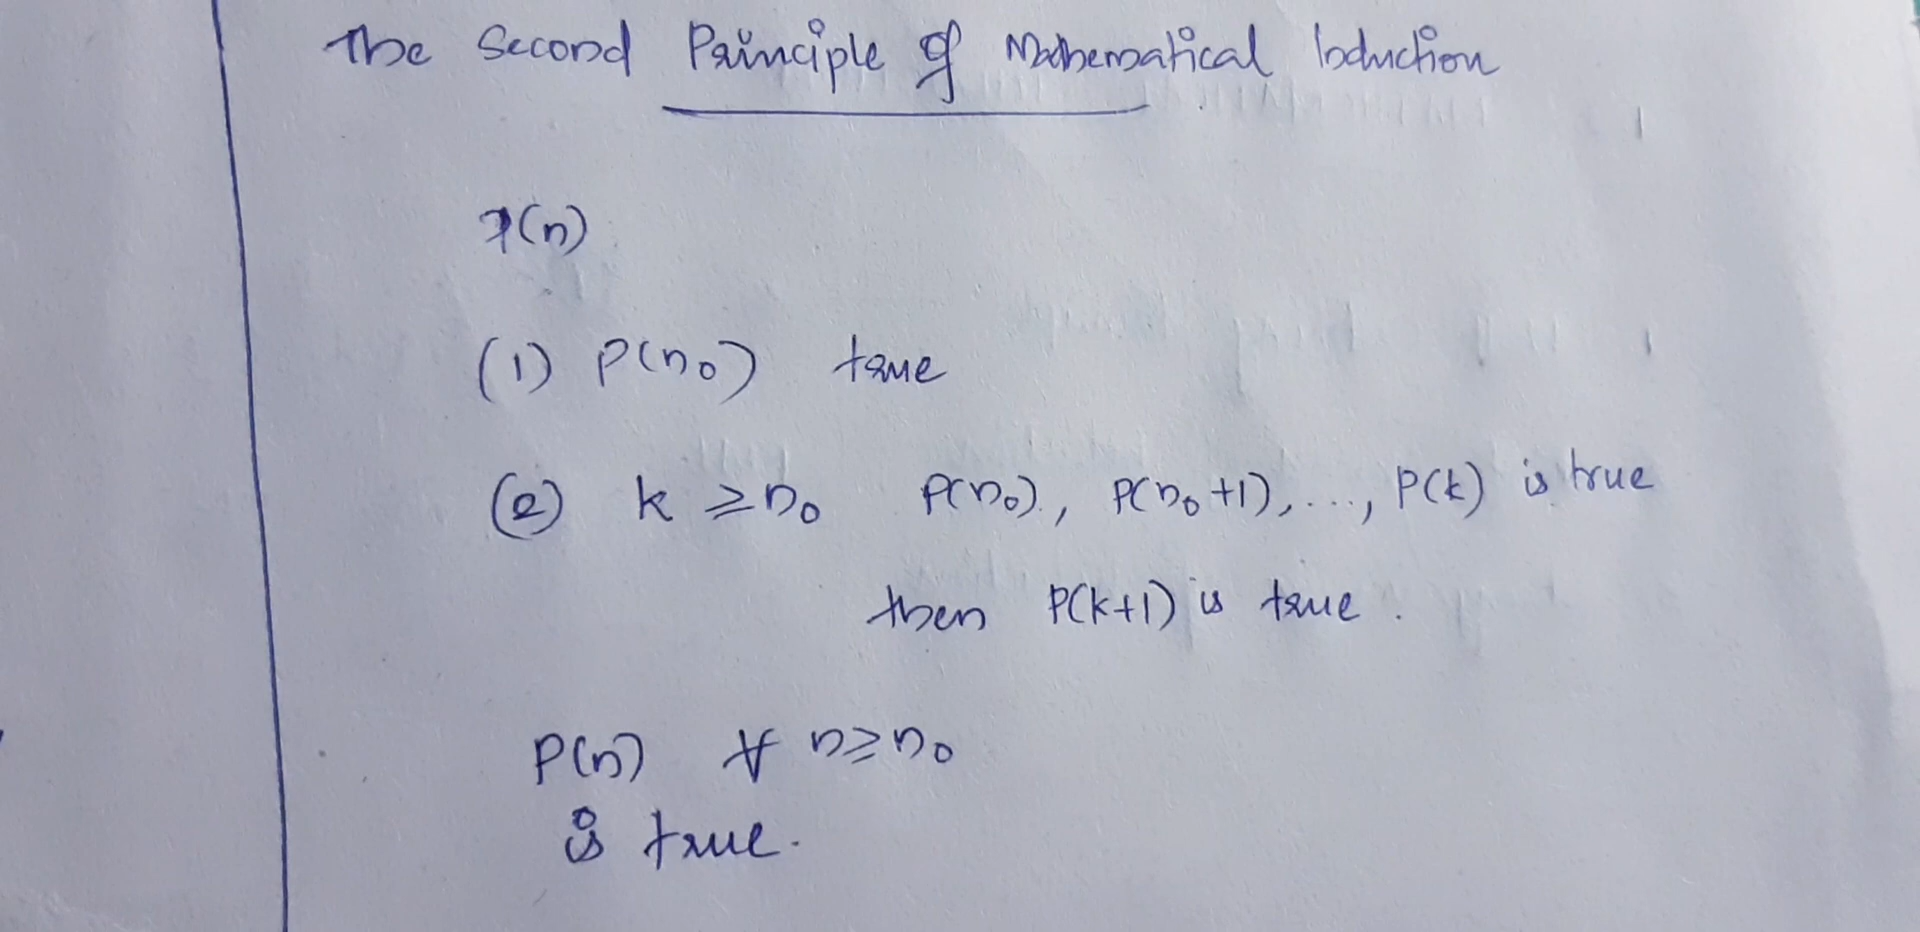 The Second Principle of Mathematical Induction
P(n)
(1) P(n₀) true
(2) k ≥ n₀ P(n₀), P(n₀+1), ..., P(k) is true
then P(k+1) is true.
P(n) ∀ n ≥ n₀
is true.